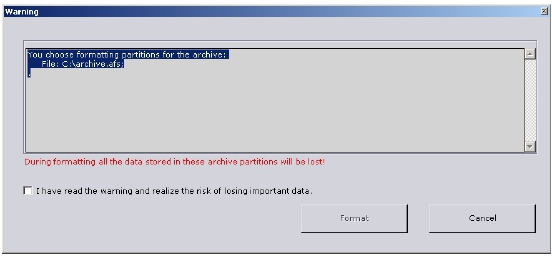 Warning
You choose formatting partitions for the archive:
File: C:\archive.afs;
.
During formatting all the data stored in these archive partitions will be lost!
I have read the warning and realize the risk of losing important data.
Format
Cancel